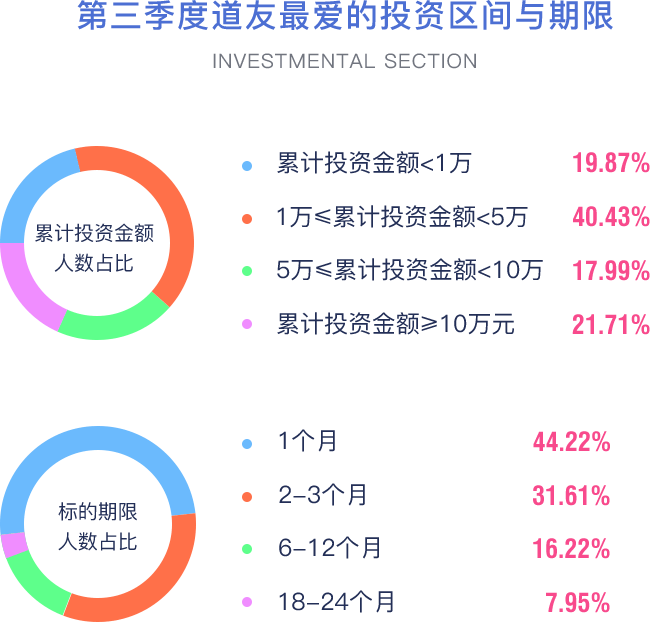 第三季度道友最爱的投资区间与期限
INVESTMENTAL SECTION
累计投资金额
人数占比
累计投资金额<1万 19.87%
1万≤累计投资金额<5万 40.43%
5万≤累计投资金额<10万 17.99%
累计投资金额≥10万元 21.71%
标的期限
人数占比
1个月 44.22%
2-3个月 31.61%
6-12个月 16.22%
18-24个月 7.95%